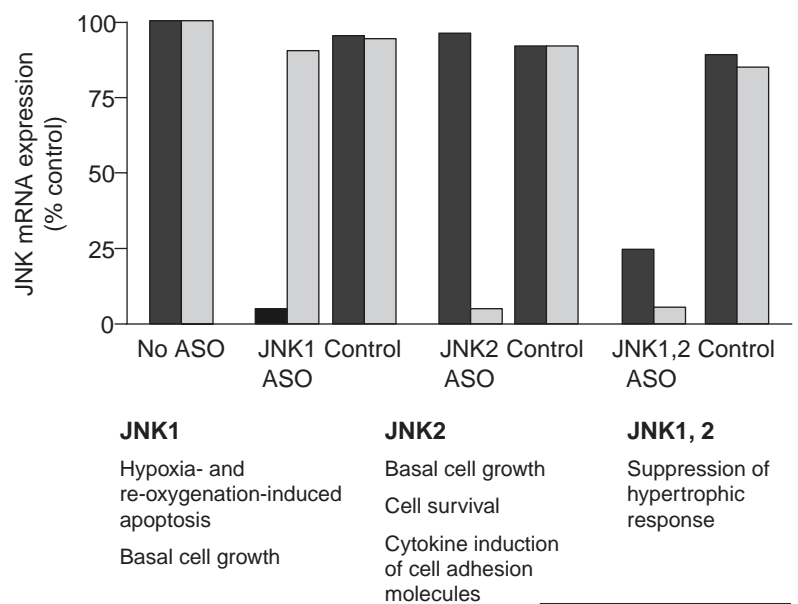 JNK mRNA expression
(% control)
100
75
50
25
0
No ASO
JNK1 Control
ASO
JNK2 Control
ASO
JNK1,2 Control
ASO
JNK1
Hypoxia- and
re-oxygenation-induced
apoptosis
Basal cell growth
JNK2
Basal cell growth
Cell survival
Cytokine induction
of cell adhesion
molecules
JNK1, 2
Suppression of
hypertrophic
response